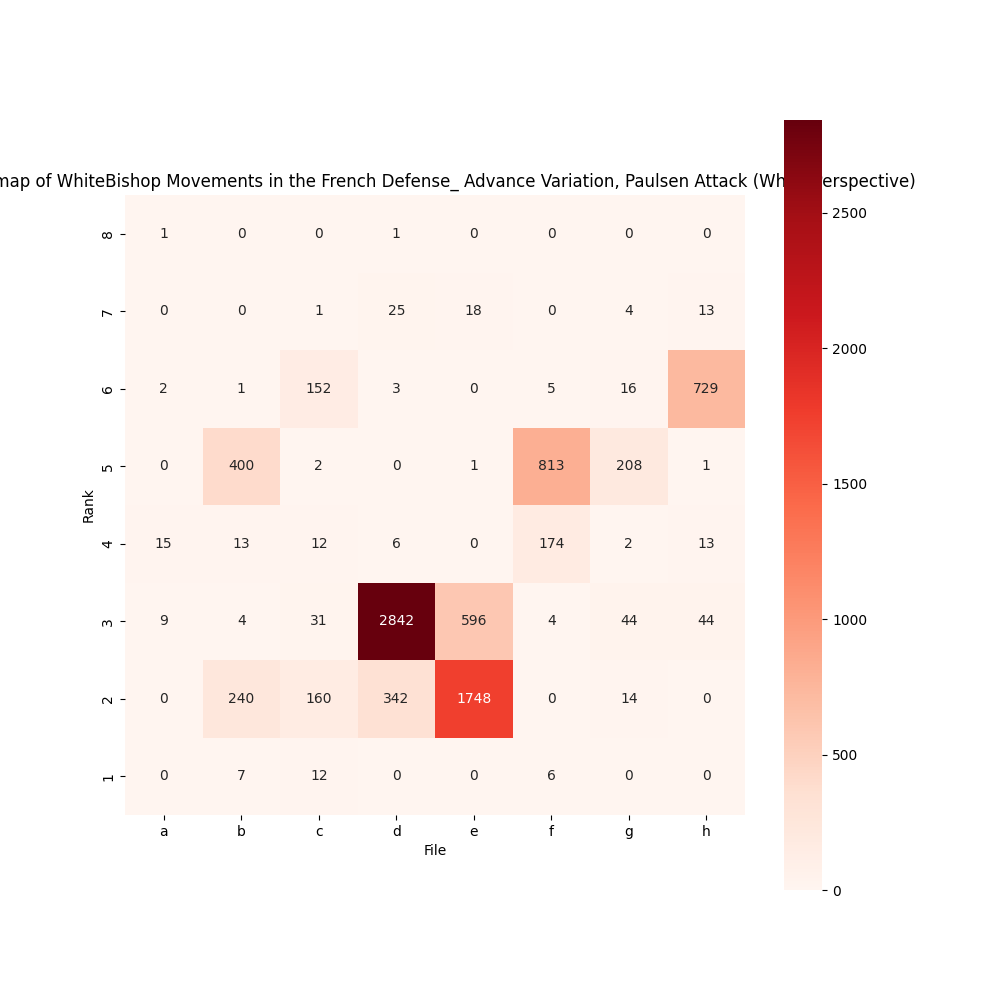 map of WhiteBishop Movements in the French Defense_ Advance Variation, Paulsen Attack (Wh erspective)
8 1 0 0 1 0 0 0 0
7 0 0 1 25 18 0 4 13
6 2 1 152 3 0 5 16 729
5 0 400 2 0 1 813 208 1
4 15 13 12 6 0 174 2 13
3 9 4 31 2842 596 4 44 44
2 0 240 160 342 1748 0 14 0
1 0 7 12 0 0 6 0 0
a b c d e f g h
File
Rank
2500
2000
1500
1000
500
0